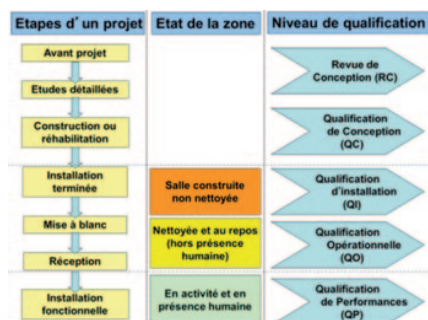 Etapes d'un projet
Etat de la zone
Niveau de qualification
Avant projet
Etudes détaillées
Construction ou
réhabilitation
Installation
terminée
Mise à blanc
Réception
Installation
fonctionnelle
Salle construite
non nettoyée
Nettoyée et au repos
(hors présence
humaine)
En activité et en
présence humaine
Revue de
Conception (RC)
Qualification
de Conception
(QC)
Qualification
d'installation
(QI)
Qualification
Opérationnelle
(QO)
Qualification
de Performances
(QP)